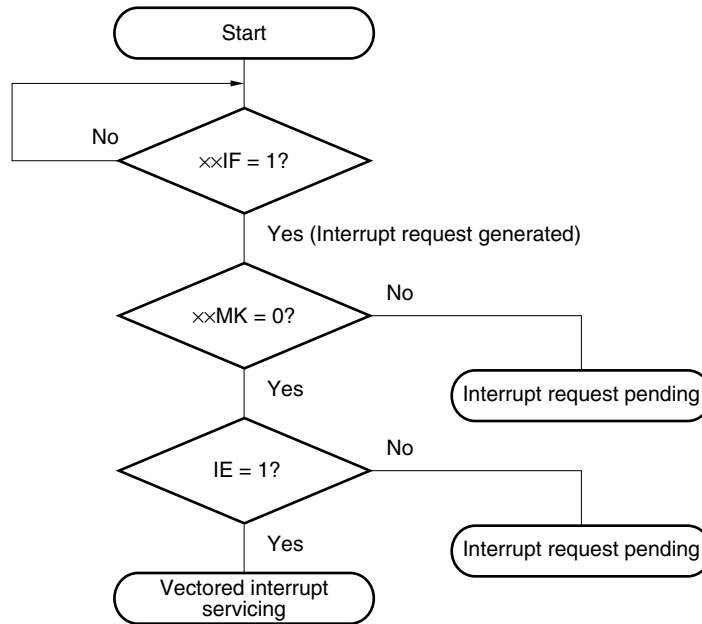 Start
No
××IF = 1?
Yes (Interrupt request generated)
××MK = 0?
No
Interrupt request pending
Yes
IE = 1?
No
Interrupt request pending
Yes
Vectored interrupt
servicing